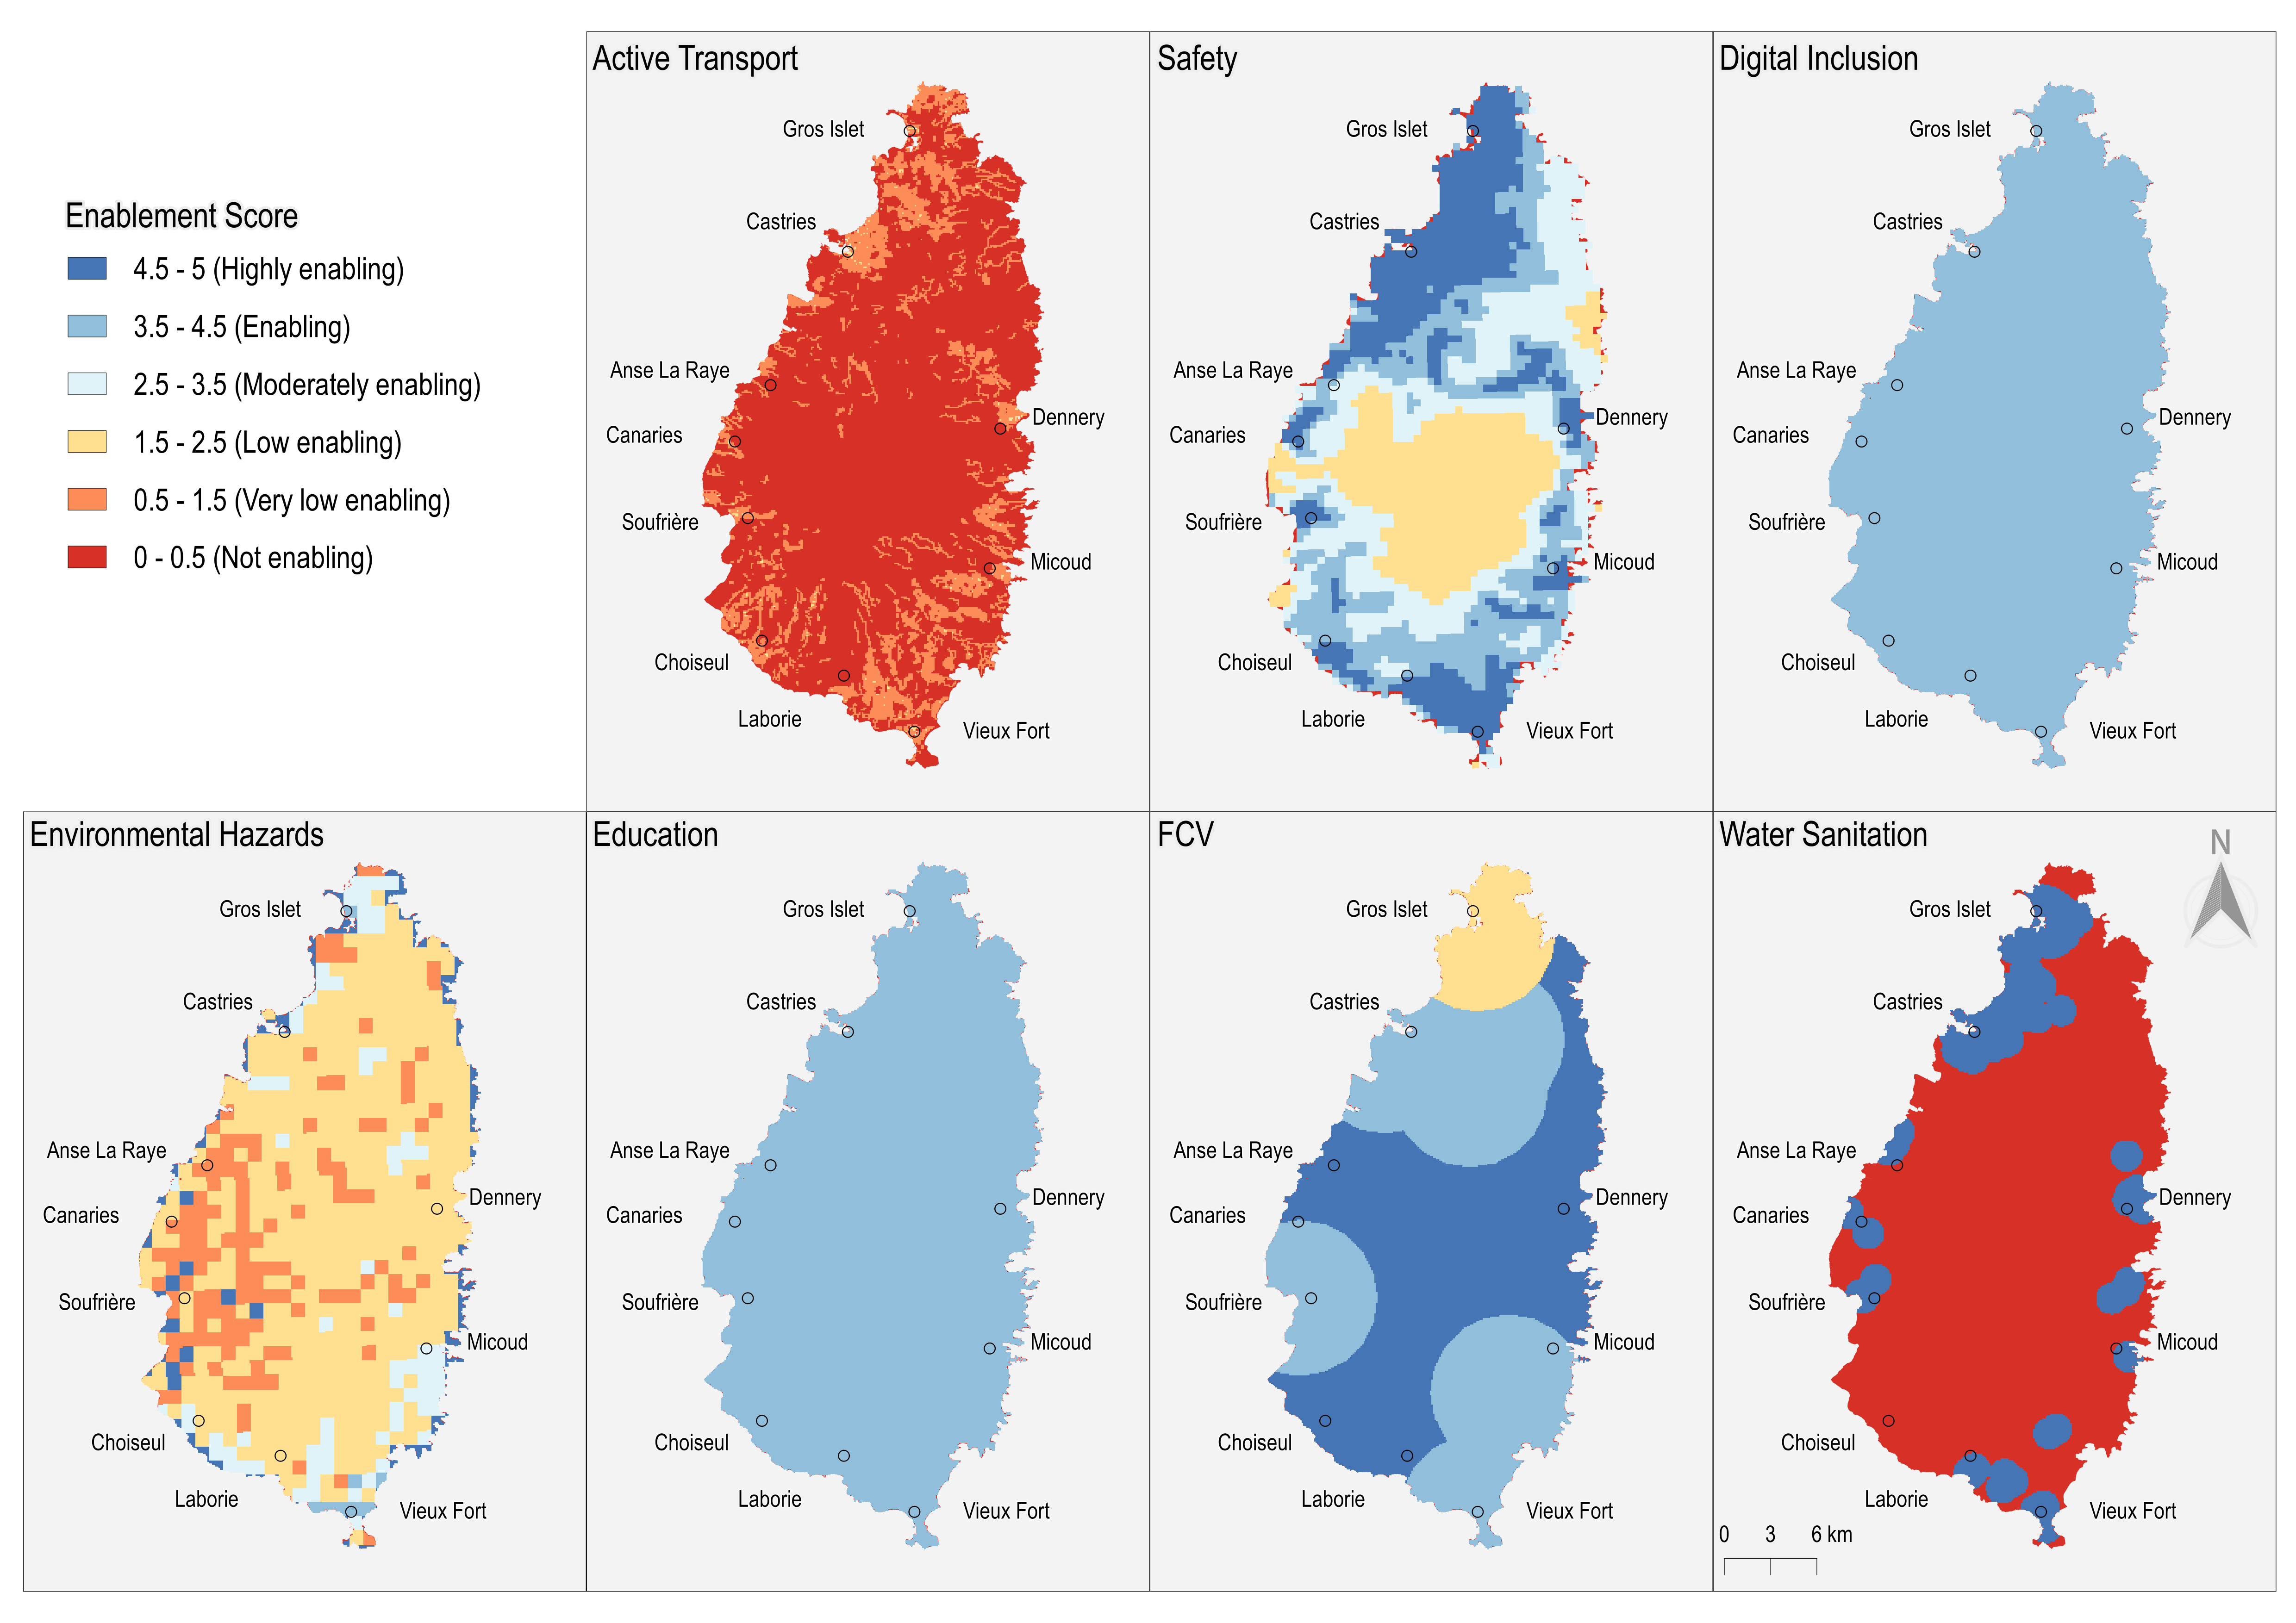 Active Transport
Gros Islet
Castries
Anse La Raye
Canaries
Dennery
Soufrière
Micoud
Choiseul
Laborie
Vieux Fort
Safety
Gros Islet
Castries
Anse La Raye
Canaries
Dennery
Soufrière
Micoud
Choiseul
Laborie
Vieux Fort
Digital Inclusion
Gros Islet
Castries
Anse La Raye
Canaries
Dennery
Soufrière
Micoud
Choiseul
Laborie
Vieux Fort
Enablement Score
4.5 - 5 (Highly enabling)
3.5 - 4.5 (Enabling)
2.5 - 3.5 (Moderately enabling)
1.5 - 2.5 (Low enabling)
0.5 - 1.5 (Very low enabling)
0 - 0.5 (Not enabling)
Environmental Hazards
Gros Islet
Castries
Anse La Raye
Canaries
Dennery
Soufrière
Micoud
Choiseul
Laborie
Vieux Fort
Education
Gros Islet
Castries
Anse La Raye
Canaries
Dennery
Soufrière
Micoud
Choiseul
Laborie
Vieux Fort
FCV
Gros Islet
Castries
Anse La Raye
Canaries
Dennery
Soufrière
Micoud
Choiseul
Laborie
Vieux Fort
Water Sanitation
N
Gros Islet
Castries
Anse La Raye
Canaries
Dennery
Soufrière
Micoud
Choiseul
Laborie
Vieux Fort
0 3 6 km